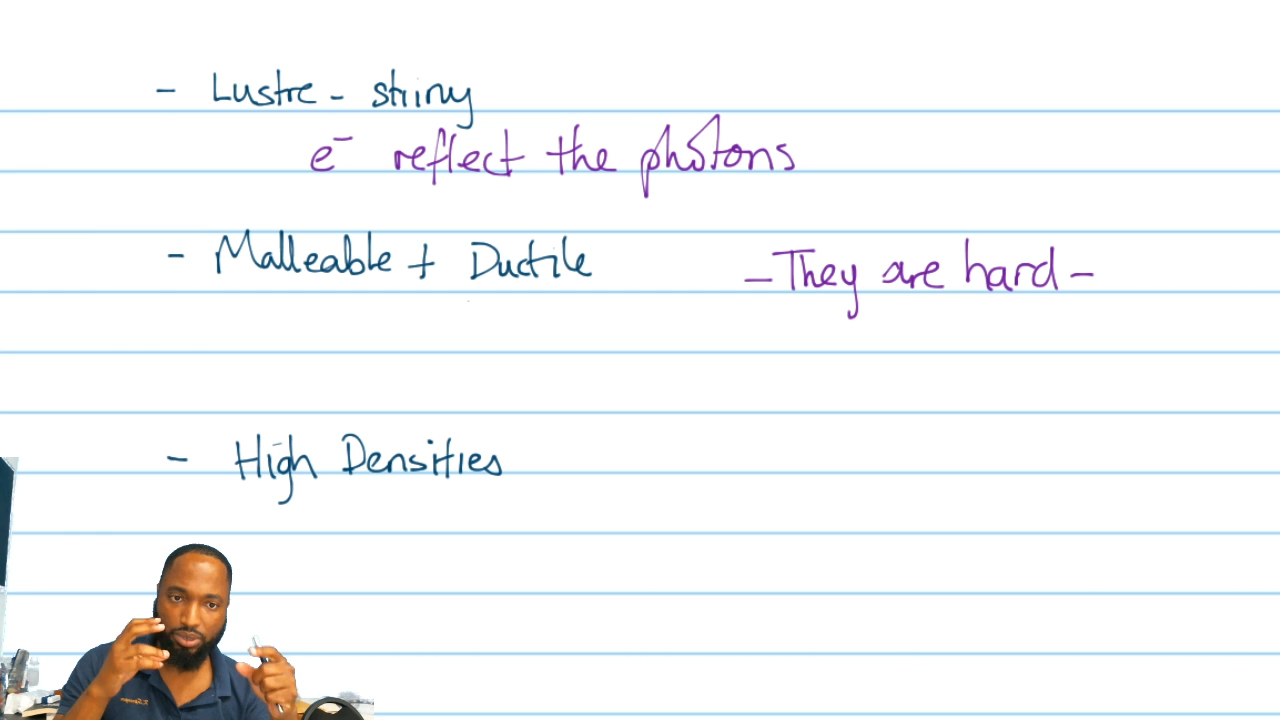 - Lustre - shiny
e⁻ reflect the photons
- Malleable + Ductile
- They are hard -
- High Densities